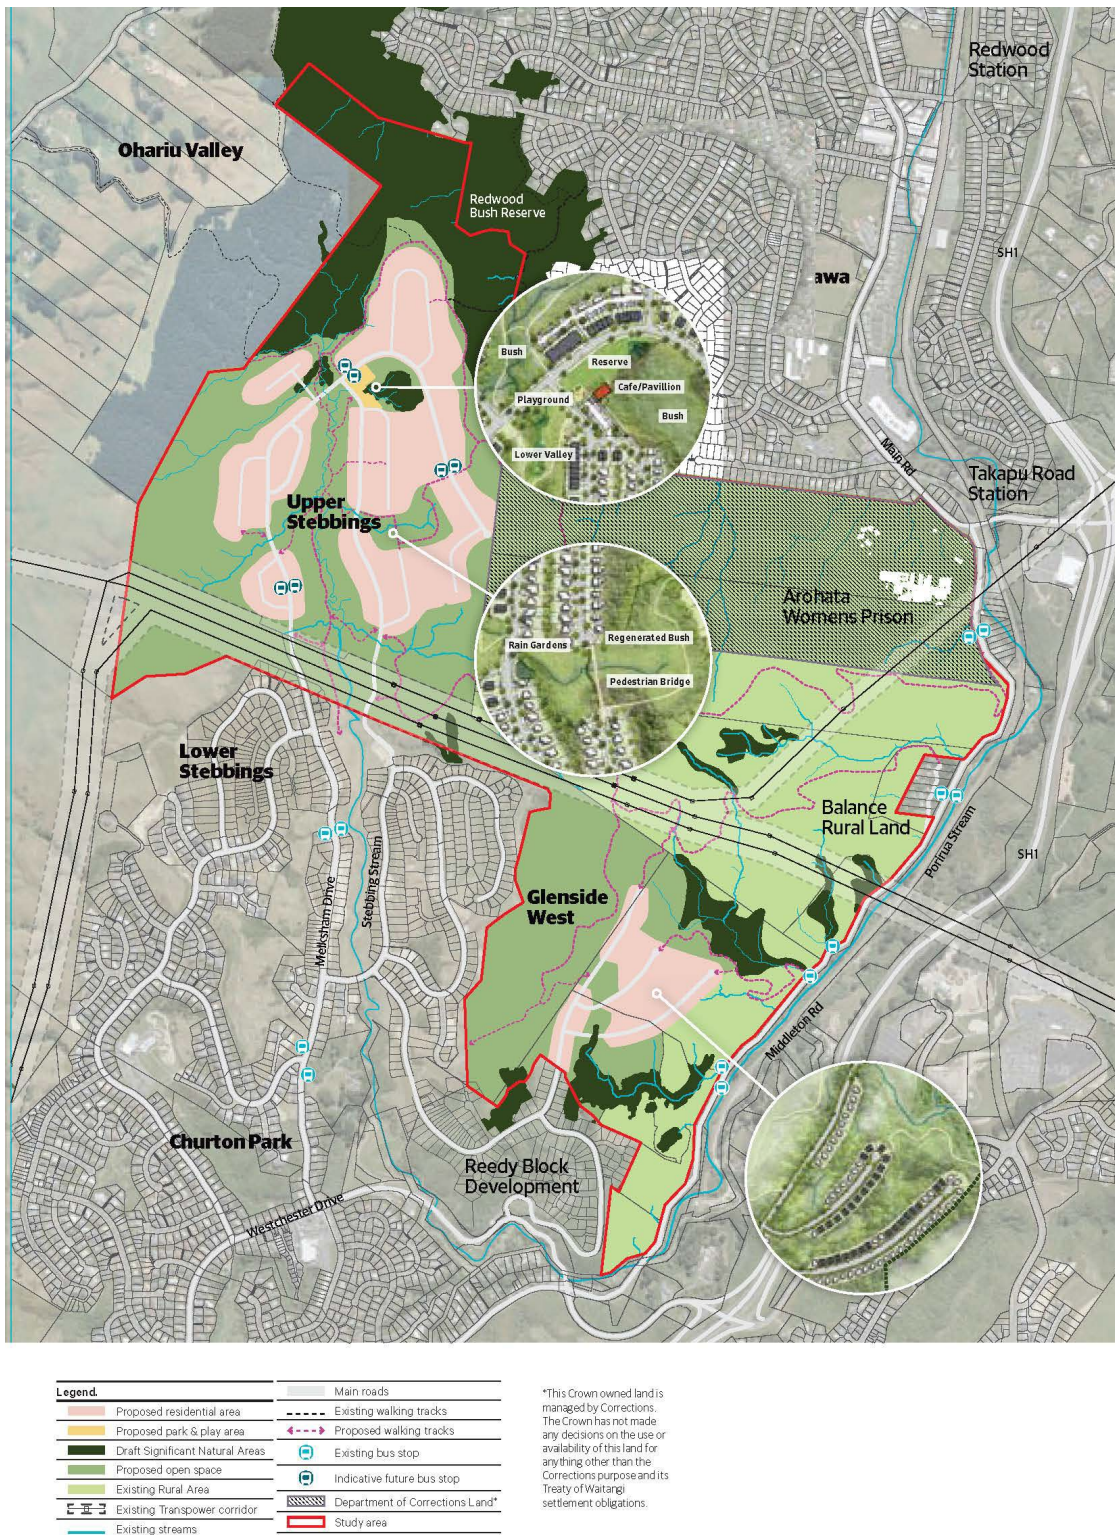 Redwood
Station
Ohariu Valley
Redwood
Bush Reserve
SH1
awa
Bush
Reserve
Cafe/Pavillion
Playground
Bush
Lower Valley
Main Rd
Takapu Road
Station
Upper
Stebbings
Arohata
Womens Prison
Rain Gardens
Regenerated Bush
Pedestrian Bridge
Lower
Stebbings
Balance
Rural Land
Porirua Stream
SH1
Melksham Drive
Stebbing Stream
Glenside
West
Middleton Rd
Churton Park
Reedy Block
Development
Westchester Drive
Legend.
Proposed residential area
Proposed park & play area
Draft Significant Natural Areas
Proposed open space
Existing Rural Area
Existing Transpower corridor
Existing streams
Main roads
Existing walking tracks
Proposed walking tracks
Existing bus stop
Indicative future bus stop
Department of Corrections Land*
Study area
*This Crown owned land is
managed by Corrections.
The Crown has not made
any decisions on the use or
availability of this land for
anything other than the
Corrections purpose and its
Treaty of Waitangi
settlement obligations.